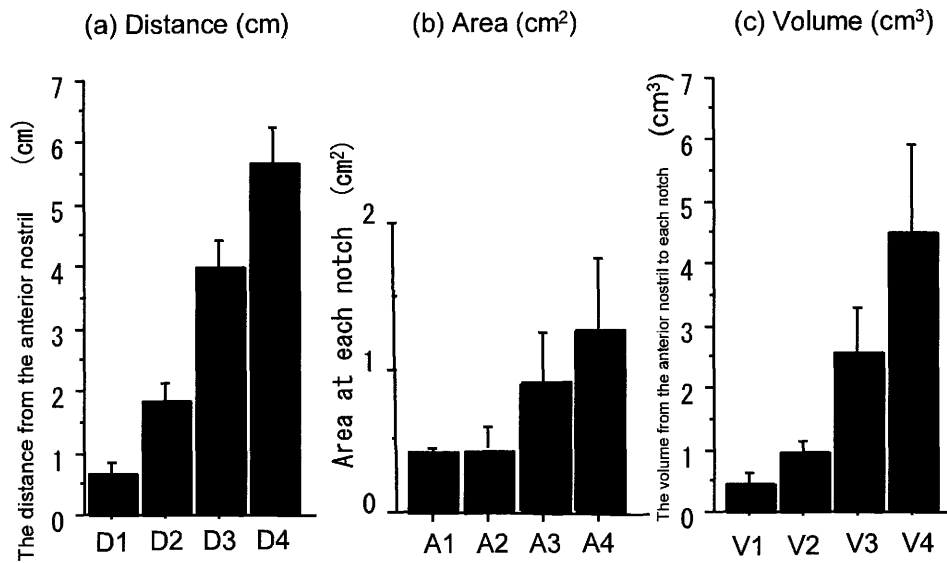 (a) Distance (cm)
(b) Area (cm²)
(c) Volume (cm³)
The distance from the anterior nostril (cm)
7
6
5
4
3
2
1
0
D1 D2 D3 D4
Area at each notch (cm²)
2
1
0
A1 A2 A3 A4
The volume from the anterior nostril to each notch (cm³)
7
6
5
4
3
2
1
0
V1 V2 V3 V4